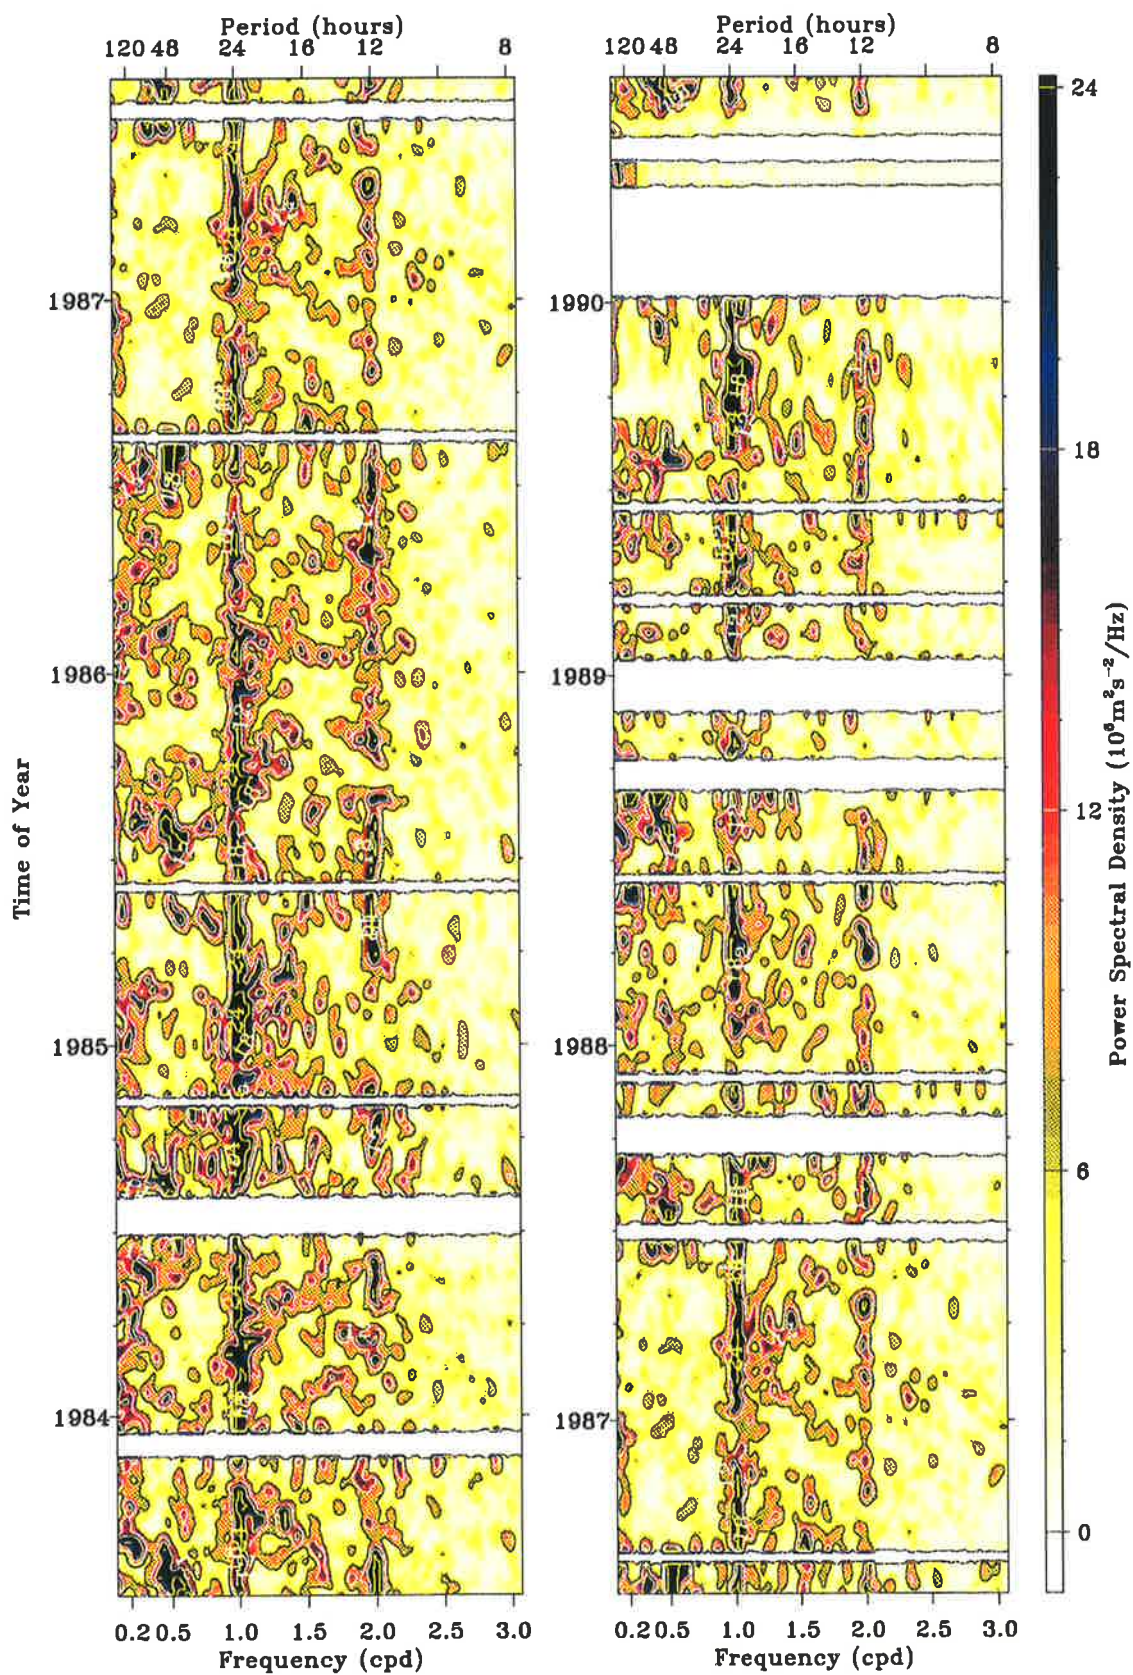 Period (hours)
120 48 24 16 12 8
Period (hours)
120 48 24 16 12 8
Time of Year
1987
1986
1985
1984
1990
1989
1988
1987
0.2 0.5 1.0 1.5 2.0 2.5 3.0
Frequency (cpd)
0.2 0.5 1.0 1.5 2.0 2.5 3.0
Frequency (cpd)
24
18
12
6
0
Power Spectral Density (10⁶m²s⁻²/Hz)